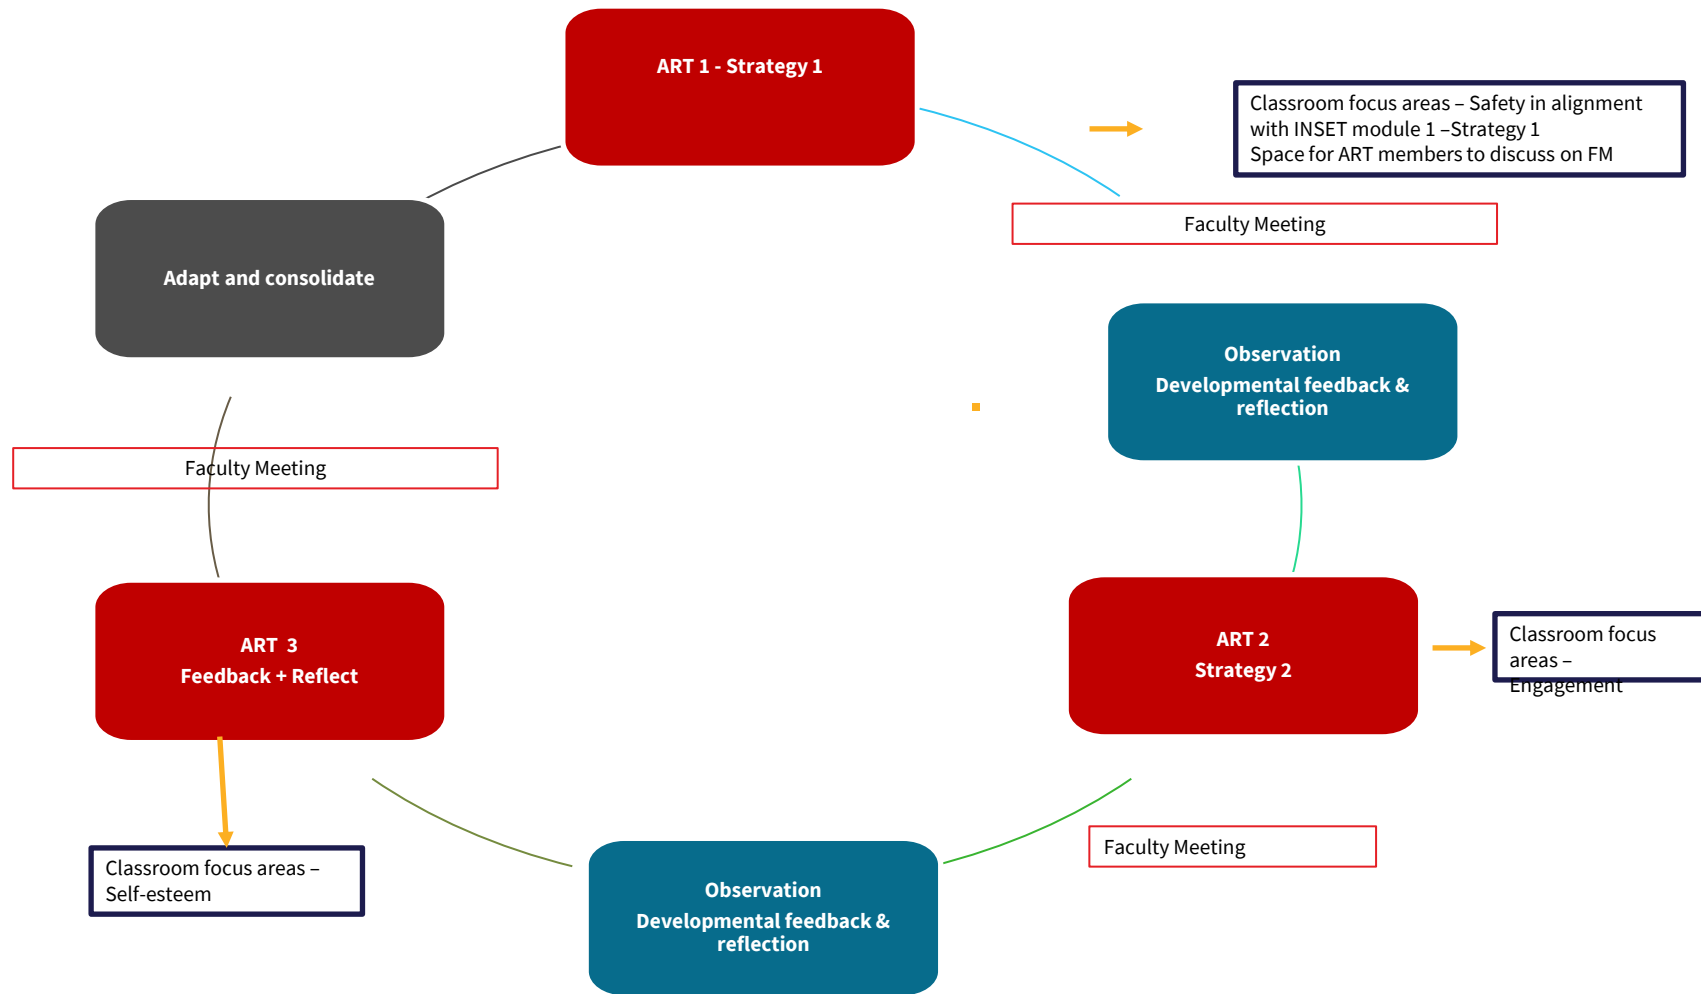 ART 1 - Strategy 1
Classroom focus areas – Safety in alignment
with INSET module 1 –Strategy 1
Space for ART members to discuss on FM
Faculty Meeting
Adapt and consolidate
Observation
Developmental feedback &
reflection
Faculty Meeting
ART 2
Strategy 2
Classroom focus
areas –
Engagement
ART  3
Feedback + Reflect
Faculty Meeting
Classroom focus areas –
Self-esteem
Observation
Developmental feedback &
reflection